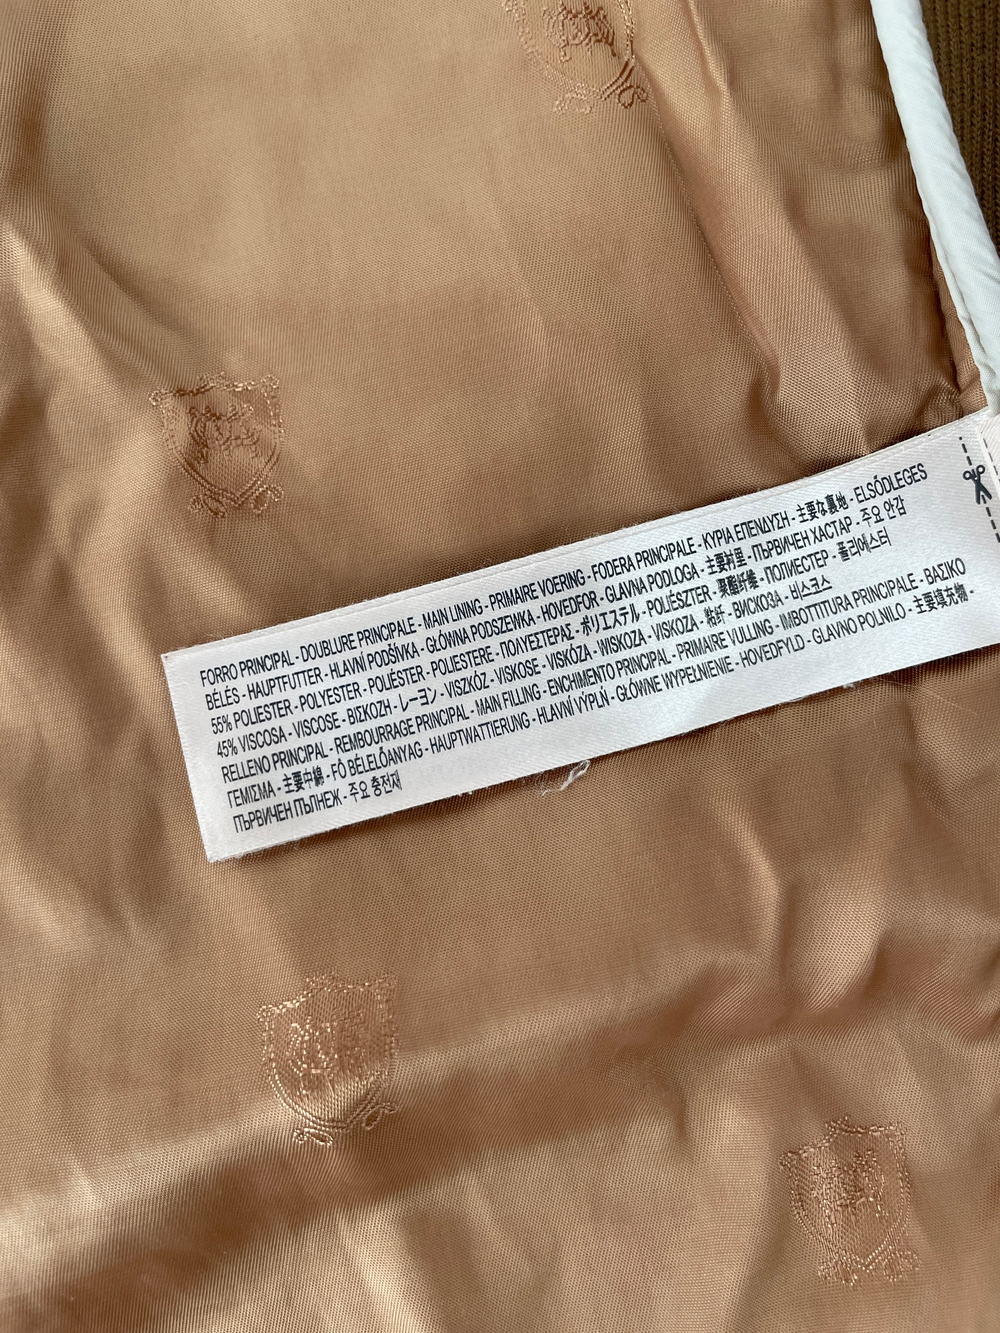 FORRO PRINCIPAL - DOUBLURE PRINCIPALE - MAIN LINING - PRIMAIRE VOERING - FODERA PRINCIPALE - ΚΥΡΙΑ ΕΠΕΝΔΥΣΗ - 主要な裏地 - ELSŐDLEGES
BÉLÉS - HAUPTFUTTER - HLAVNÍ PODŠÍVKA - GŁÓWNA PODSZEWKA - HOVEDFOR - GLAVNA PODLOGA - 主要衬里 - ПЪРВИЧЕН ХАСТАР - 주요 안감
55% POLIESTER - POLYESTER - POLIÉSTER - POLIESTERE - ΠΟΛΥΕΣΤΕΡΑΣ - ポリエステル - POLIÉSZTER - 聚酯纤维 - ПОЛИЕСТЕР - 폴리에스터
45% VISCOSA - VISCOSE - ΒΙΣΚΟΖΗ - レーヨン - VISZKÓZ - VISKOSE - VISKÓZA - WISKOZA - VISKOZA - 粘纤 - ВИСКОЗА - 비스코스
RELLENO PRINCIPAL - REMBOURRAGE PRINCIPAL - MAIN FILLING - ENCHIMENTO PRINCIPAL - PRIMAIRE VULLING - IMBOTTITURA PRINCIPALE - ΒΑΣΙΚΟ
ΓΕΜΙΣΜΑ - 主要中綿 - FŐ BÉLELŐANYAG - HAUPTWATTIERUNG - HLAVNÍ VÝPLŇ - GŁÓWNE WYPEŁNIENIE - HOVEDFYLD - GLAVNO POLNILO - 主要填充物 -
ПЪРВИЧЕН ПЪЛНЕЖ - 주요 충전재